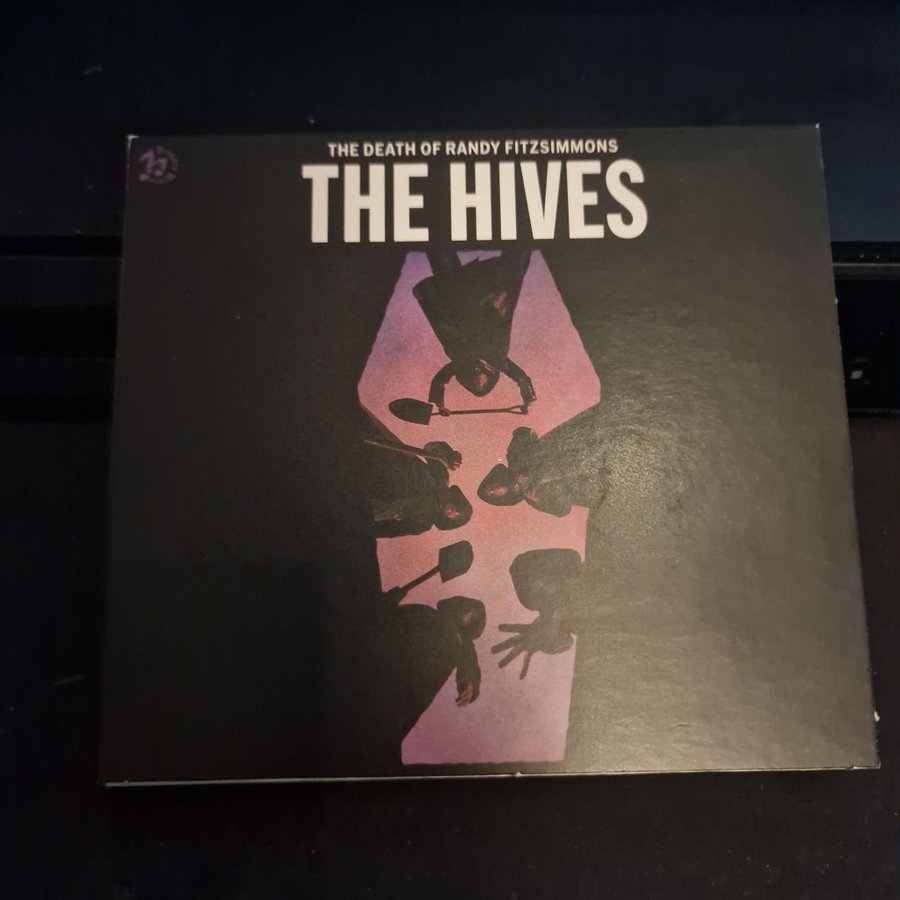 THE DEATH OF RANDY FITZSIMMONS
THE HIVES